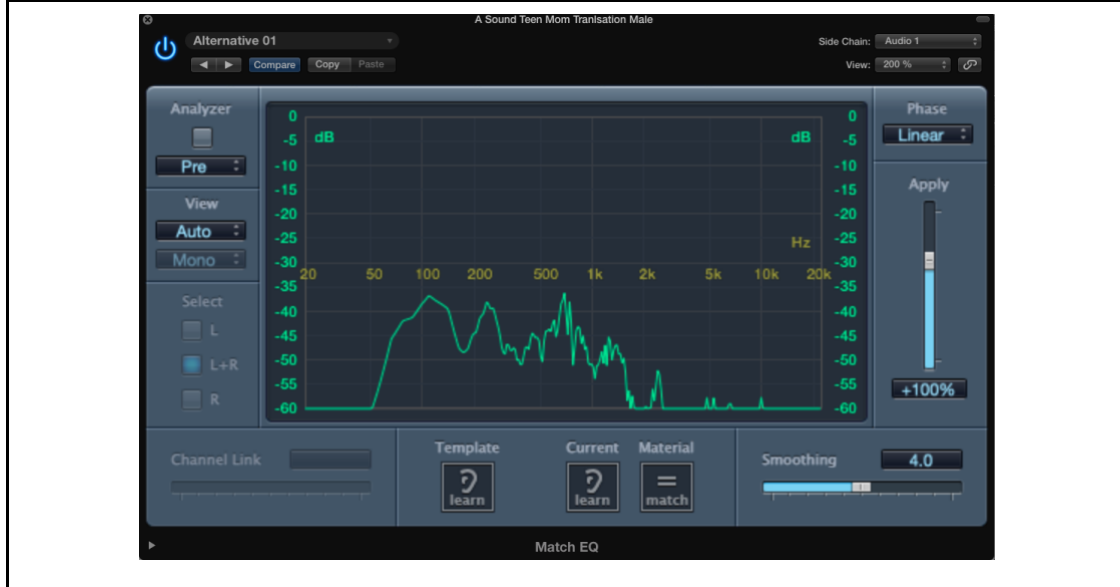 A Sound Teen Mom Tranlsation Male
Alternative 01
Side Chain: Audio 1
Compare Copy Paste
View: 200 %
Analyzer
Pre
View
Auto
Mono
Select
L
L+R
R
0 0
-5 dB dB -5
-10 -10
-15 -15
-20 -20
-25 Hz -25
-30 20 50 100 200 500 1k 2k 5k 10k 20k -30
-35 -35
-40 -40
-45 -45
-50 -50
-55 -55
-60 -60
Phase
Linear
Apply
+100%
Channel Link
Template Current Material
learn learn match
Smoothing 4.0
Match EQ